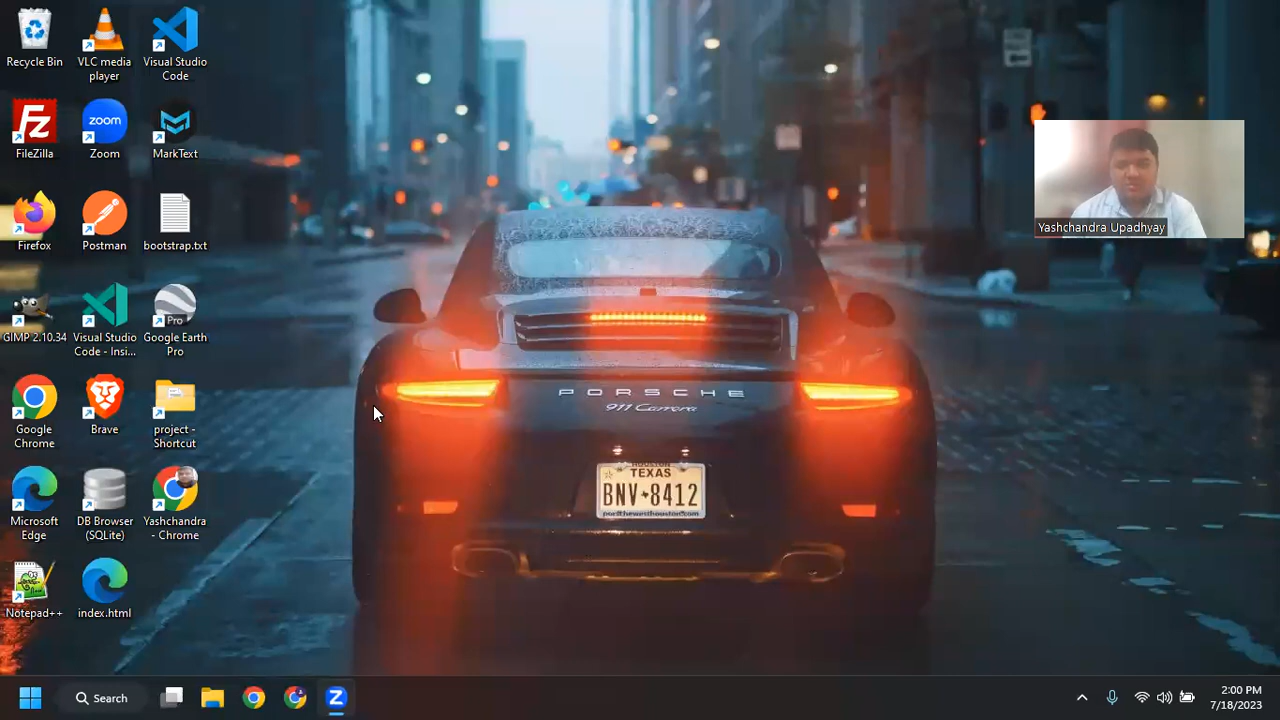 Recycle Bin
VLC media
player
Visual Studio
Code
FileZilla
zoom
Zoom
MarkText
Firefox
Postman
bootstrap.txt
GIMP 2.10.34
Visual Studio
Code - Insi...
Pro
Google Earth
Pro
Google
Chrome
Brave
project -
Shortcut
Microsoft
Edge
DB Browser
(SQLite)
Yashchandra
- Chrome
Notepad++
index.html
Yashchandra Upadhyay
PORSCHE
911 Carrera
HOUSTON
TEXAS
BNV 8412
Search
2:00 PM
7/18/2023